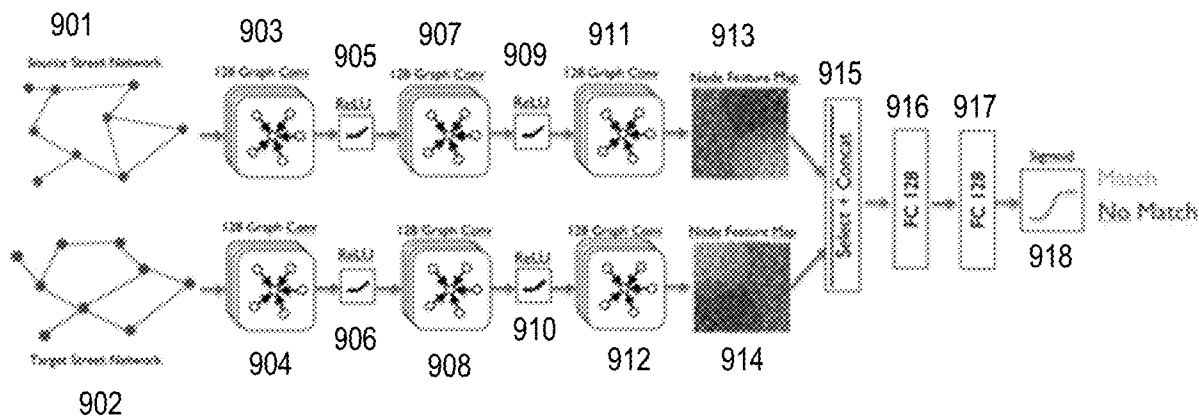 901
903
905
907
909
911
913
915
916
917
Source Street Network
128 Graph Conv
ReLU
128 Graph Conv
ReLU
128 Graph Conv
Node Feature Map
Select + Concat
FC 128
FC 128
Sigmoid
Match
No Match
918
128 Graph Conv
ReLU
128 Graph Conv
ReLU
128 Graph Conv
Node Feature Map
Target Street Network
902
904
906
908
910
912
914